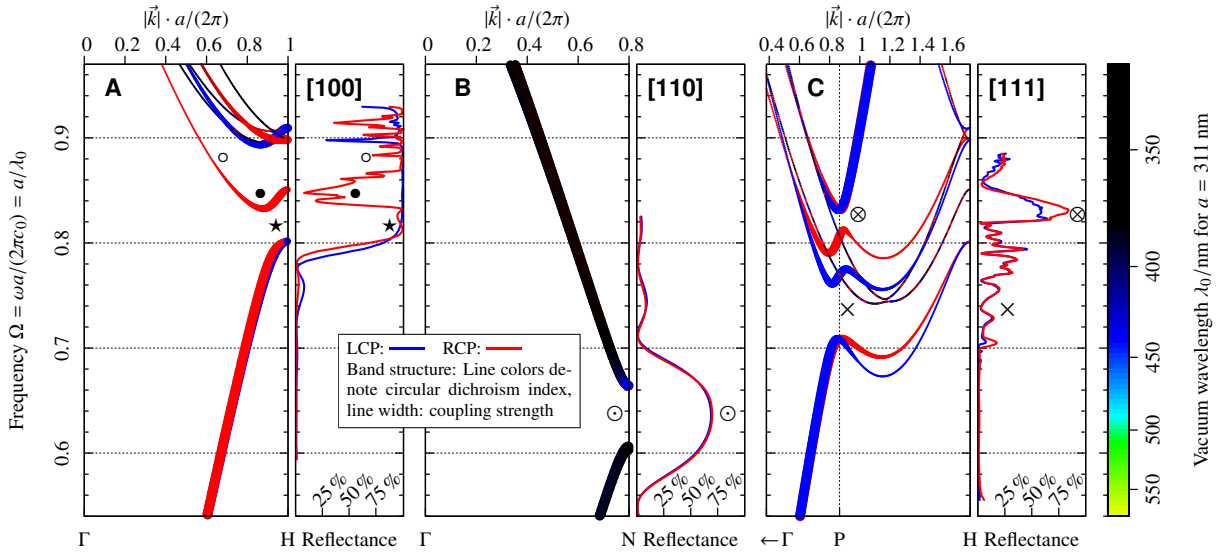 |k⃗| · a/(2π) |k⃗| · a/(2π) |k⃗| · a/(2π)
0 0.2 0.4 0.6 0.8 1 0 0.2 0.4 0.6 0.8 0.4 0.6 0.8 1 1.2 1.4 1.6
A [100] B [110] C [111]
Frequency Ω = ωa/(2πc₀) = a/λ₀
0.9
0.8
0.7
0.6
LCP: RCP:
Band structure: Line colors de-
note circular dichroism index,
line width: coupling strength
25 % 50 % 75 % 25 % 50 % 75 % 25 % 50 % 75 %
Γ H Reflectance Γ N Reflectance ←Γ P H Reflectance
350
400
450
500
550
Vacuum wavelength λ₀/nm for a = 311 nm